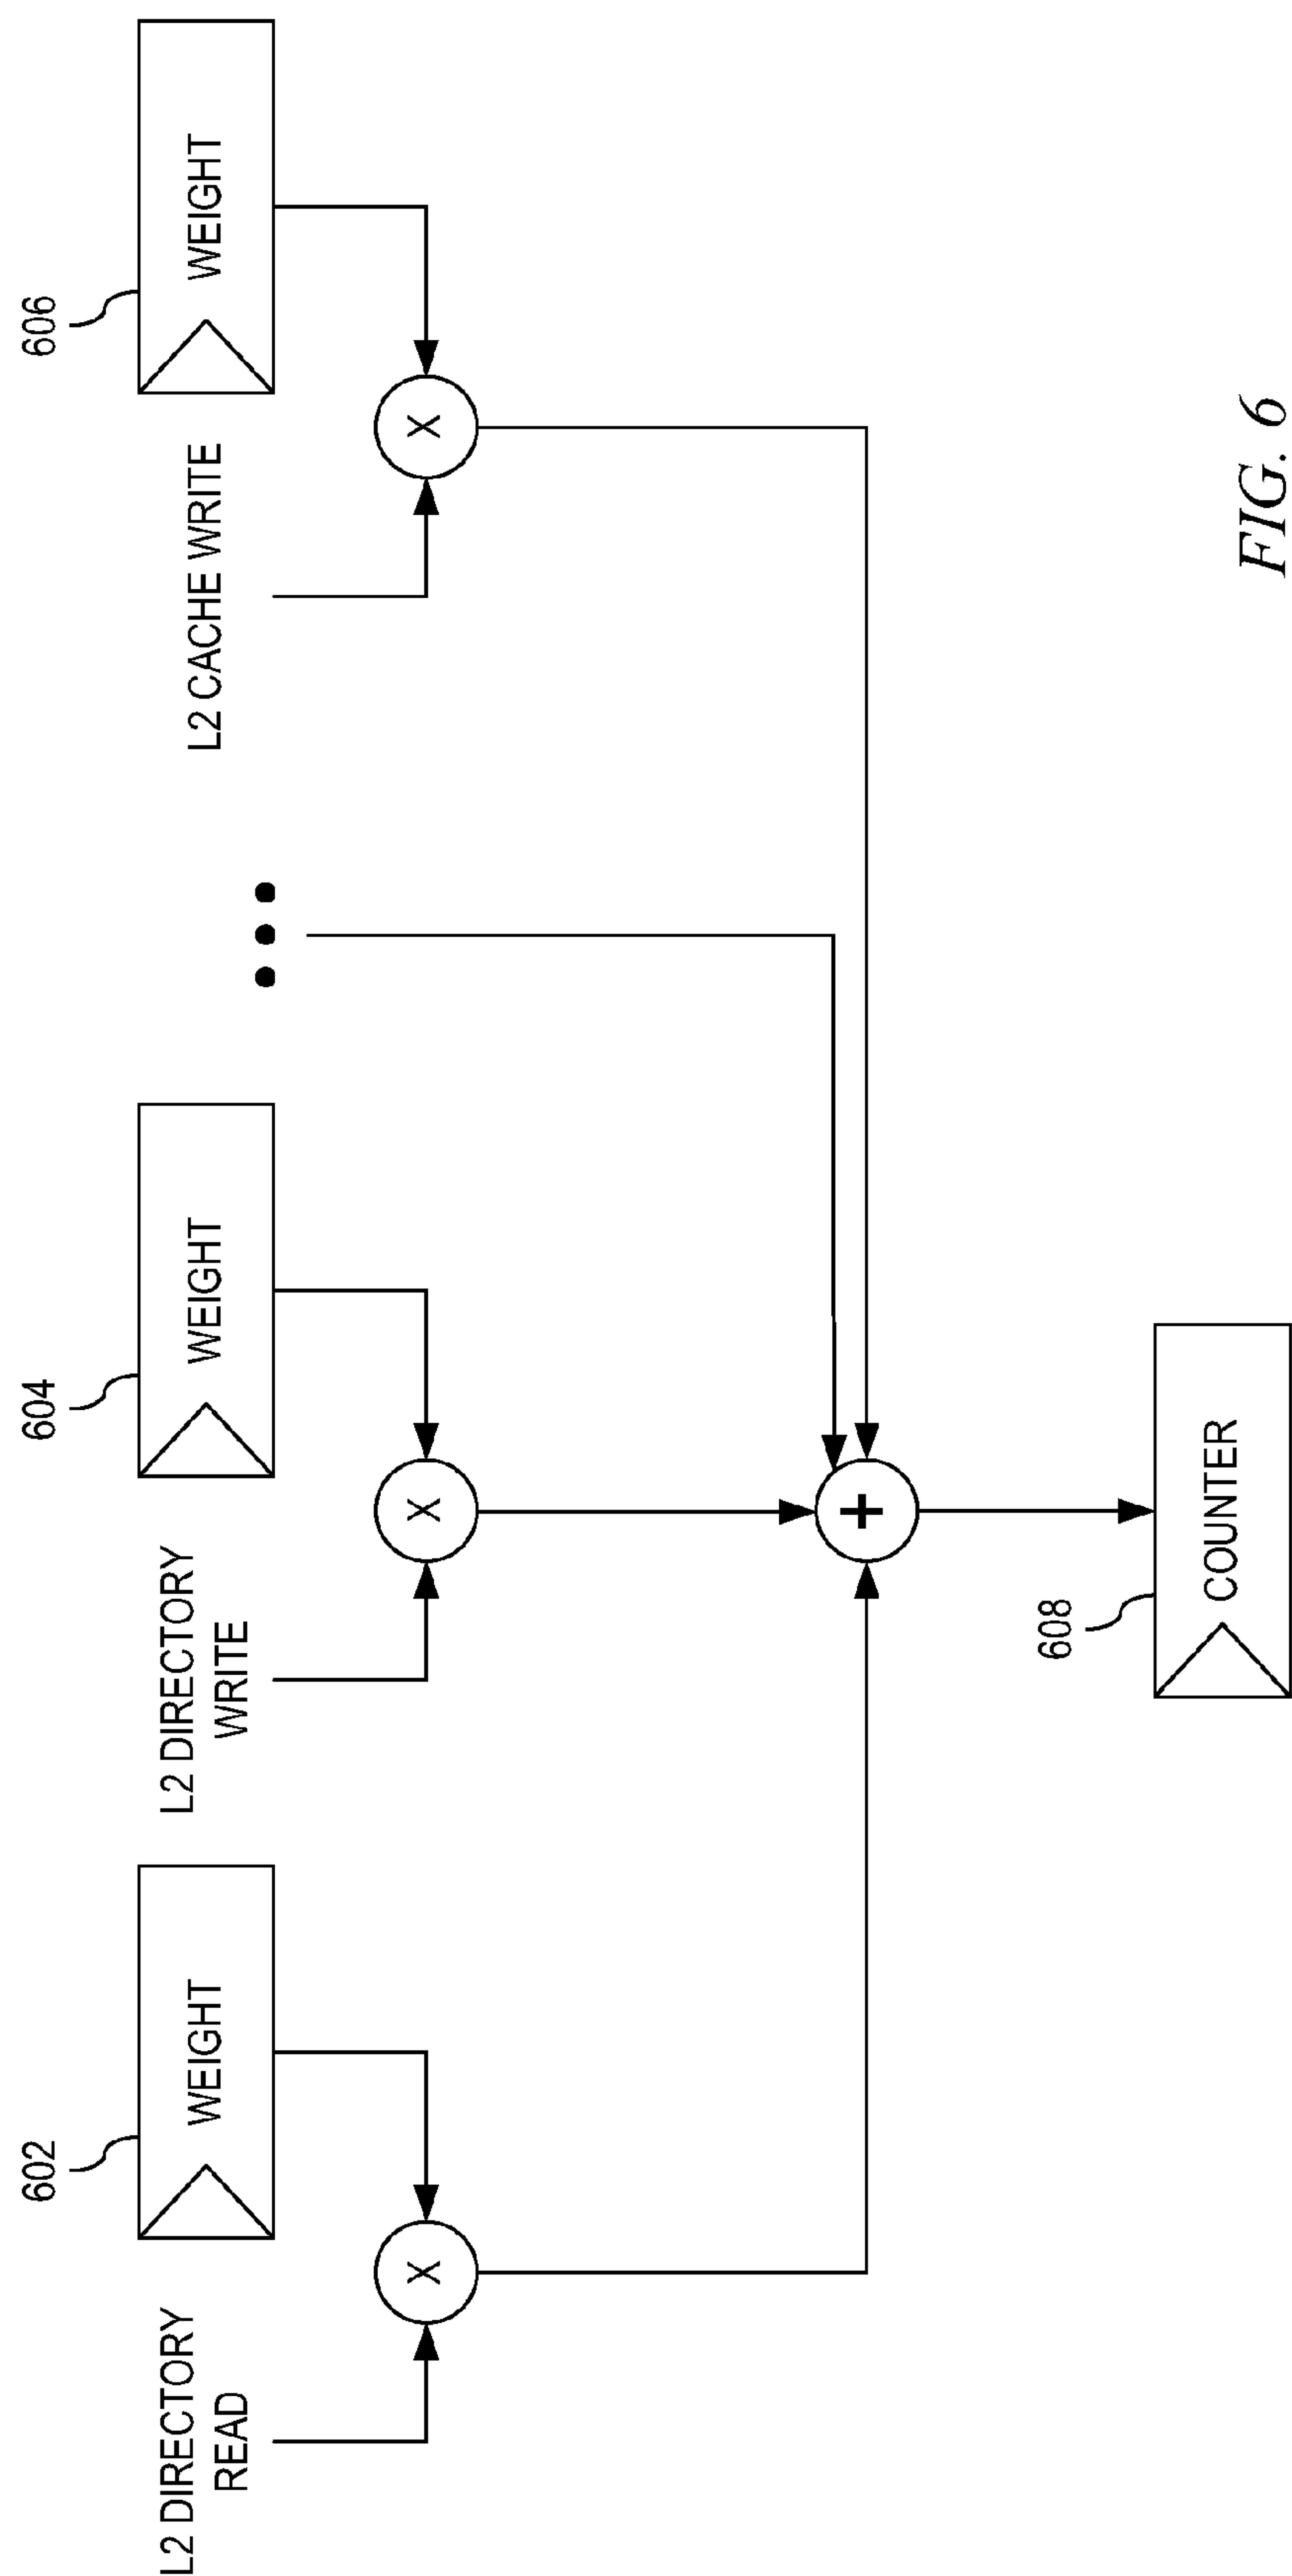 602
604
606
L2 DIRECTORY
READ
WEIGHT
L2 DIRECTORY
WRITE
WEIGHT
L2 CACHE WRITE
WEIGHT
X
X
X
+
608
COUNTER
FIG. 6